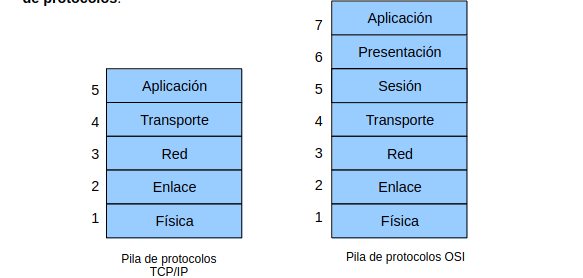 de protocolos.
7 Aplicación
6 Presentación
5 Aplicación
5 Sesión
4 Transporte
4 Transporte
3 Red
3 Red
2 Enlace
2 Enlace
1 Física
1 Física
Pila de protocolos
TCP/IP
Pila de protocolos OSI